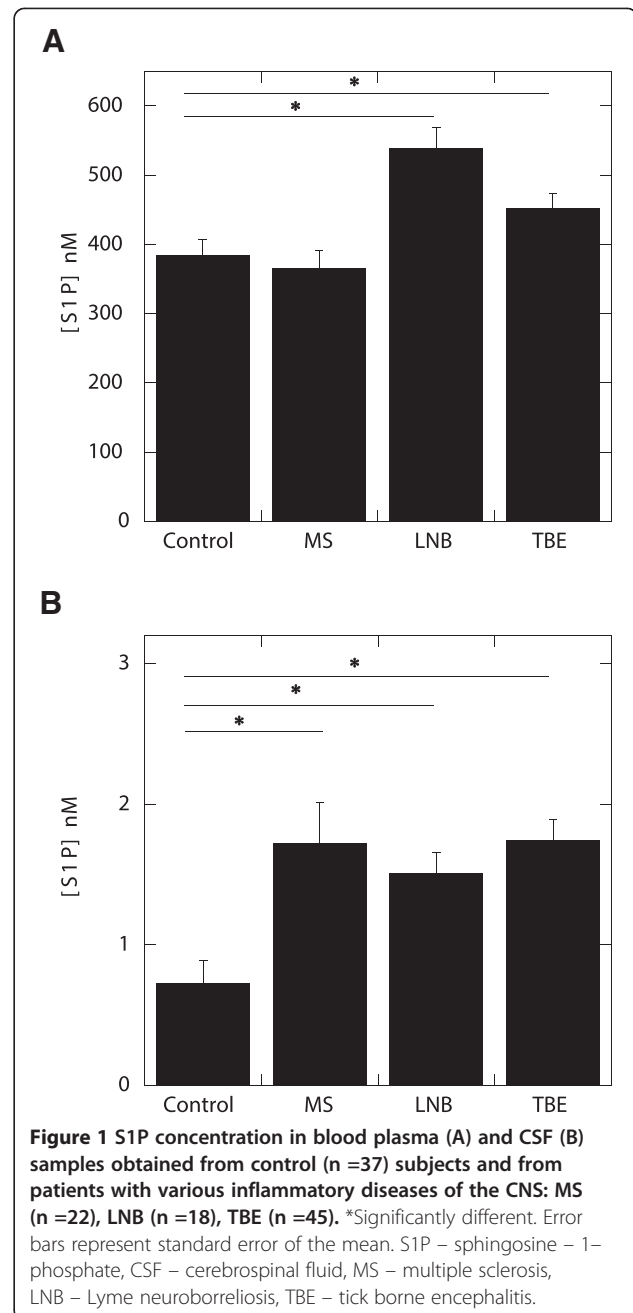 A
*
*
600
500
400
300
200
100
0
[S1P] nM
Control MS LNB TBE
B
*
*
*
3
2
1
0
[S1P] nM
Control MS LNB TBE
Figure 1 S1P concentration in blood plasma (A) and CSF (B)
samples obtained from control (n =37) subjects and from
patients with various inflammatory diseases of the CNS: MS
(n =22), LNB (n =18), TBE (n =45). *Significantly different. Error
bars represent standard error of the mean. S1P – sphingosine – 1–
phosphate, CSF – cerebrospinal fluid, MS – multiple sclerosis,
LNB – Lyme neuroborreliosis, TBE – tick borne encephalitis.